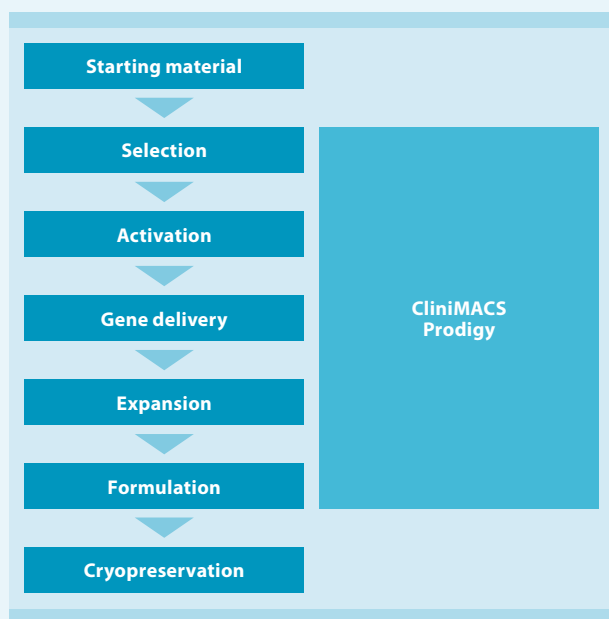 Starting material
Selection
Activation
Gene delivery
Expansion
Formulation
Cryopreservation
CliniMACS
Prodigy